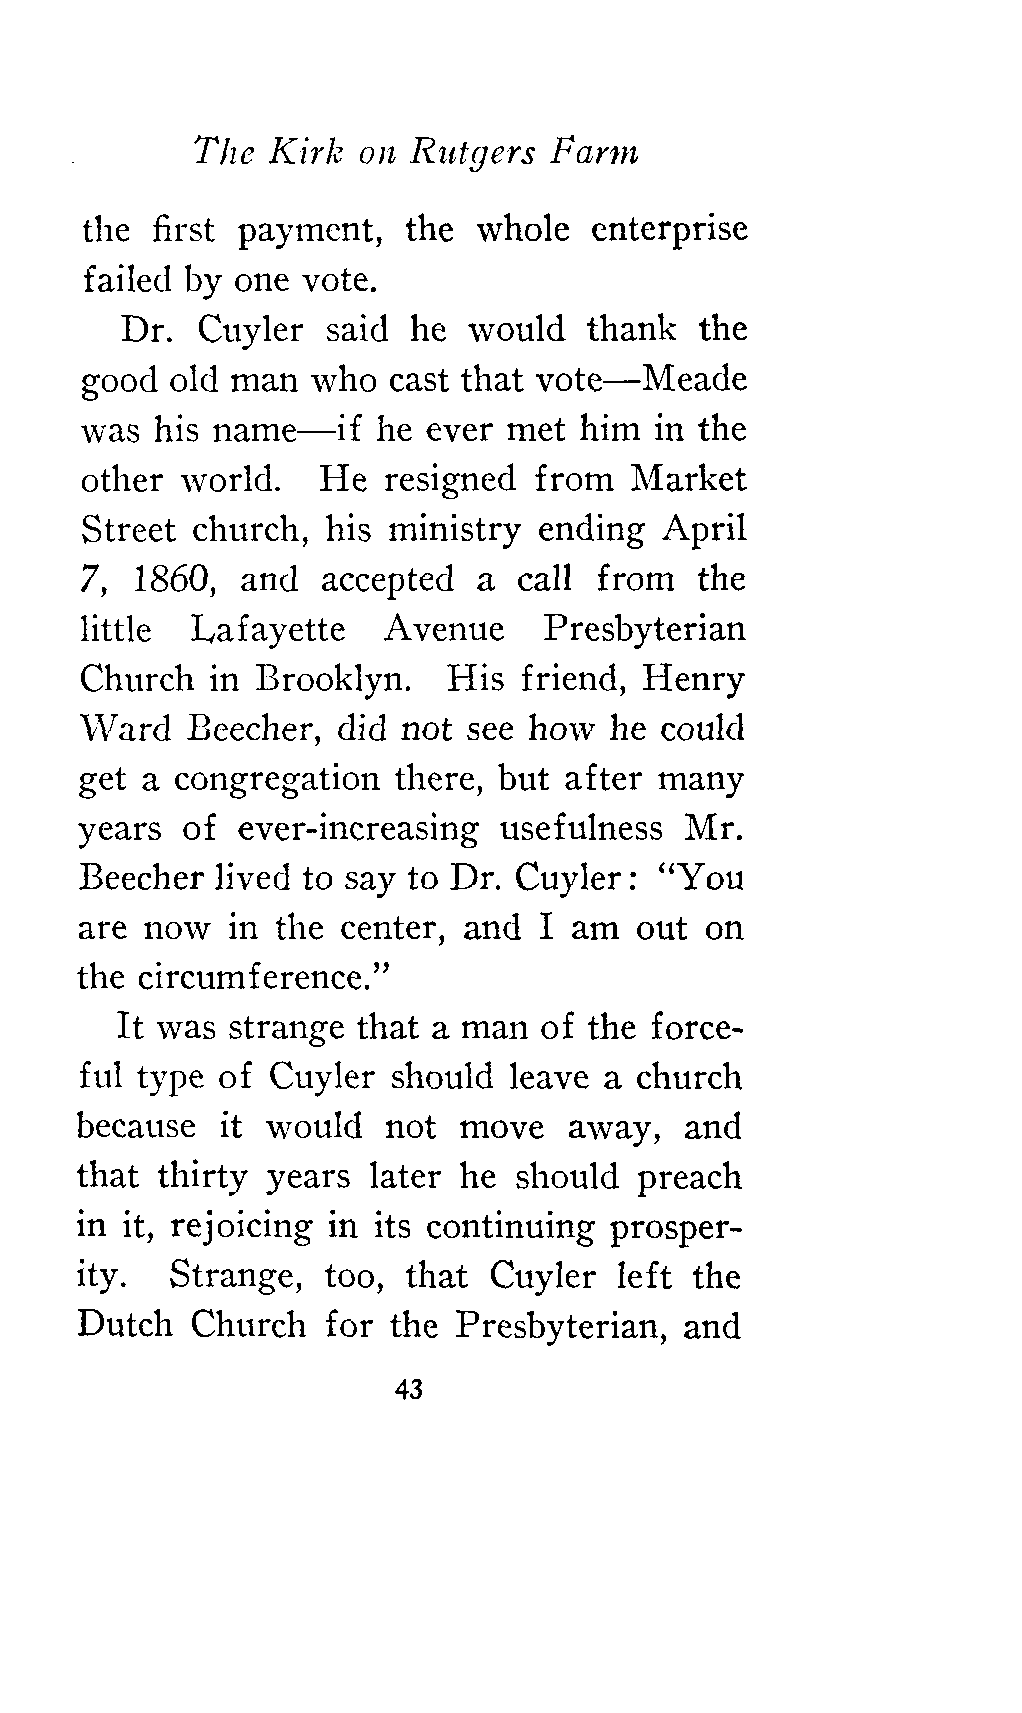 The Kirk on Rutgers Farm
the first payment, the whole enterprise
failed by one vote.
Dr. Cuyler said he would thank the
good old man who cast that vote—Meade
was his name—if he ever met him in the
other world. He resigned from Market
Street church, his ministry ending April
7, 1860, and accepted a call from the
little Lafayette Avenue Presbyterian
Church in Brooklyn. His friend, Henry
Ward Beecher, did not see how he could
get a congregation there, but after many
years of ever-increasing usefulness Mr.
Beecher lived to say to Dr. Cuyler: "You
are now in the center, and I am out on
the circumference."
It was strange that a man of the force-
ful type of Cuyler should leave a church
because it would not move away, and
that thirty years later he should preach
in it, rejoicing in its continuing prosper-
ity. Strange, too, that Cuyler left the
Dutch Church for the Presbyterian, and
43